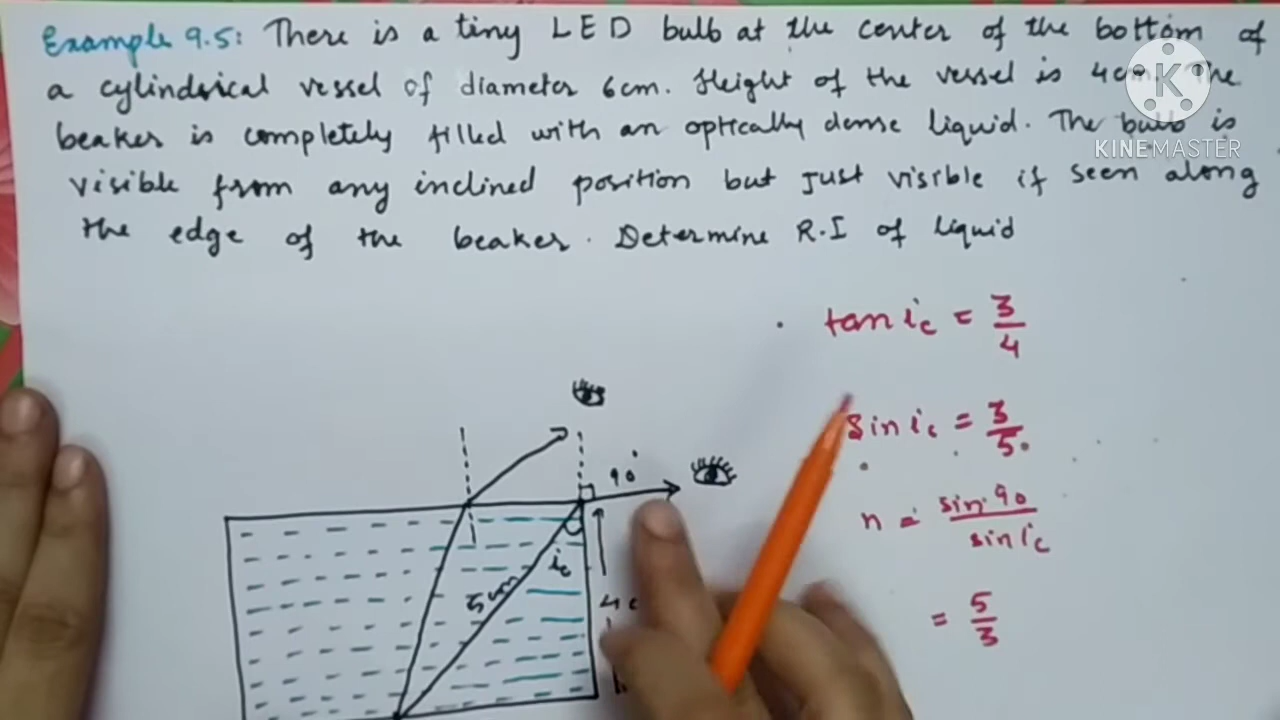 Example 9.5: There is a tiny LED bulb at the center of the bottom of
a cylindrical vessel of diameter 6cm. Height of the vessel is 4cm. The
beaker is completely filled with an optically dense liquid. The bulb is
visible from any inclined position but just visible if seen along
the edge of the beaker. Determine R.I of liquid
K
KINEMASTER
tan ic = 3/4
sin ic = 3/5
n = sin 90/sin ic
= 5/3
90°
ic
5cm
4c